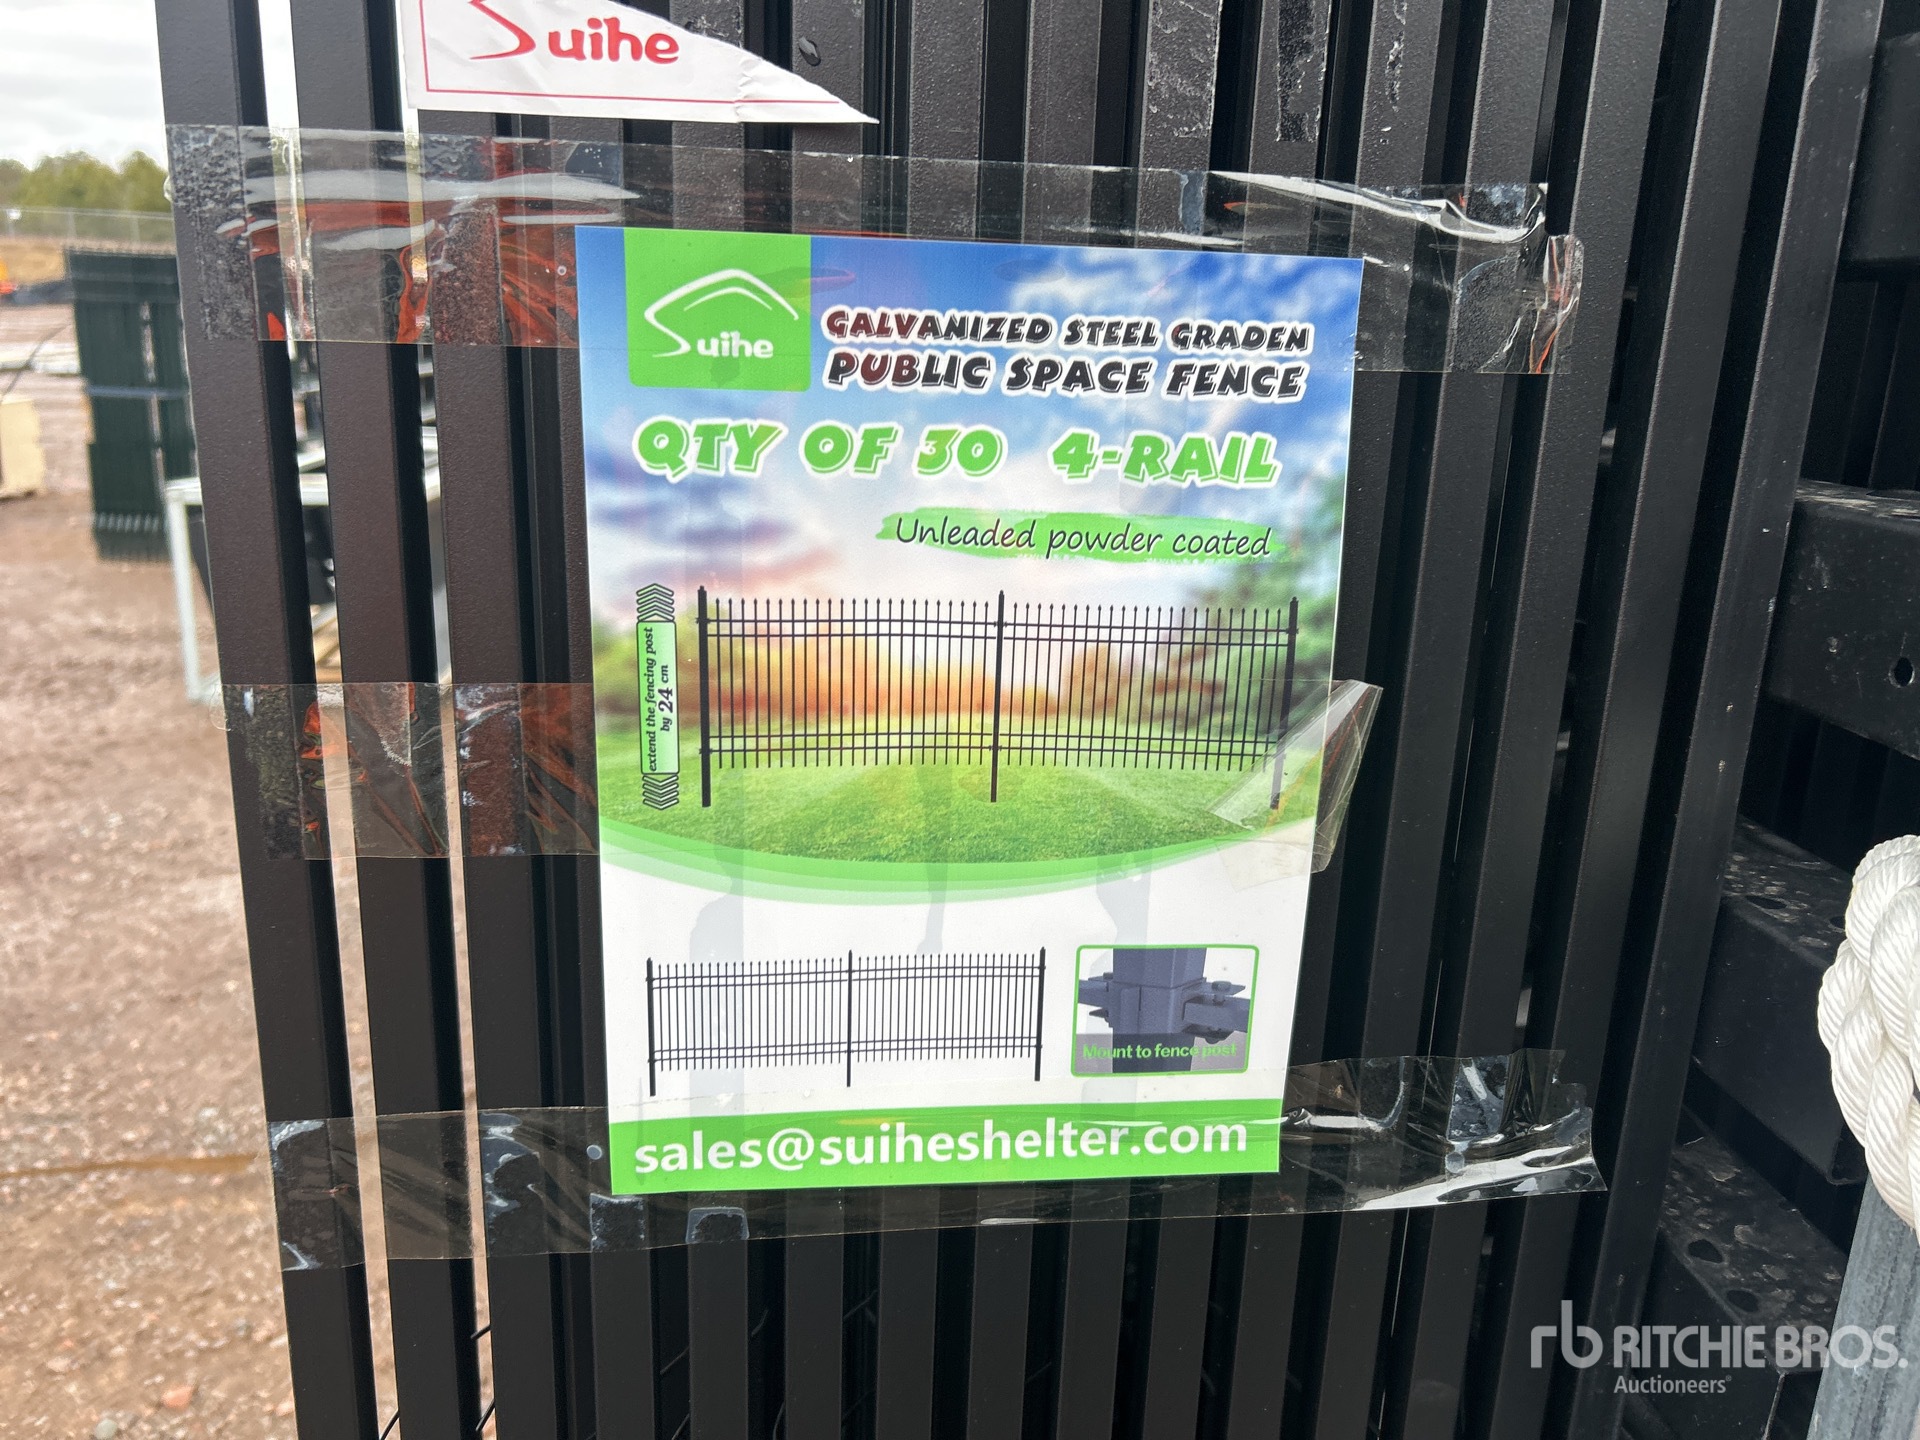 Suihe
Suihe
GALVANIZED STEEL GRADEN
PUBLIC SPACE FENCE
QTY OF 30 4-RAIL
Unleaded powder coated
extend the fencing post
by 24 cm
Mount to fence post
sales@suiheshelter.com
rb RITCHIE BROS.
Auctioneers